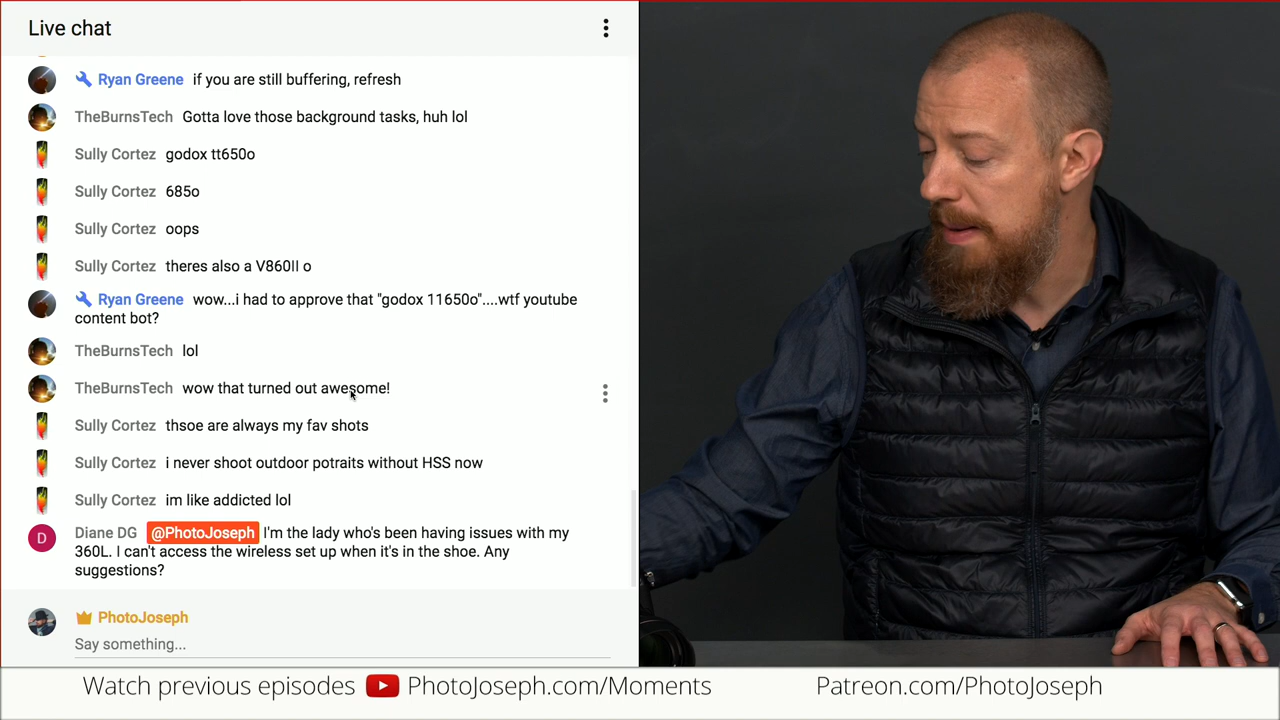 Live chat
Ryan Greene if you are still buffering, refresh
TheBurnsTech Gotta love those background tasks, huh lol
Sully Cortez godox tt650o
Sully Cortez 685o
Sully Cortez oops
Sully Cortez theres also a V860II o
Ryan Greene wow...i had to approve that "godox 11650o"....wtf youtube
content bot?
TheBurnsTech lol
TheBurnsTech wow that turned out awesome!
Sully Cortez thsoe are always my fav shots
Sully Cortez i never shoot outdoor potraits without HSS now
Sully Cortez im like addicted lol
D Diane DG @PhotoJoseph I'm the lady who's been having issues with my
360L. I can't access the wireless set up when it's in the shoe. Any
suggestions?
PhotoJoseph
Say something...
Watch previous episodes PhotoJoseph.com/Moments Patreon.com/PhotoJoseph